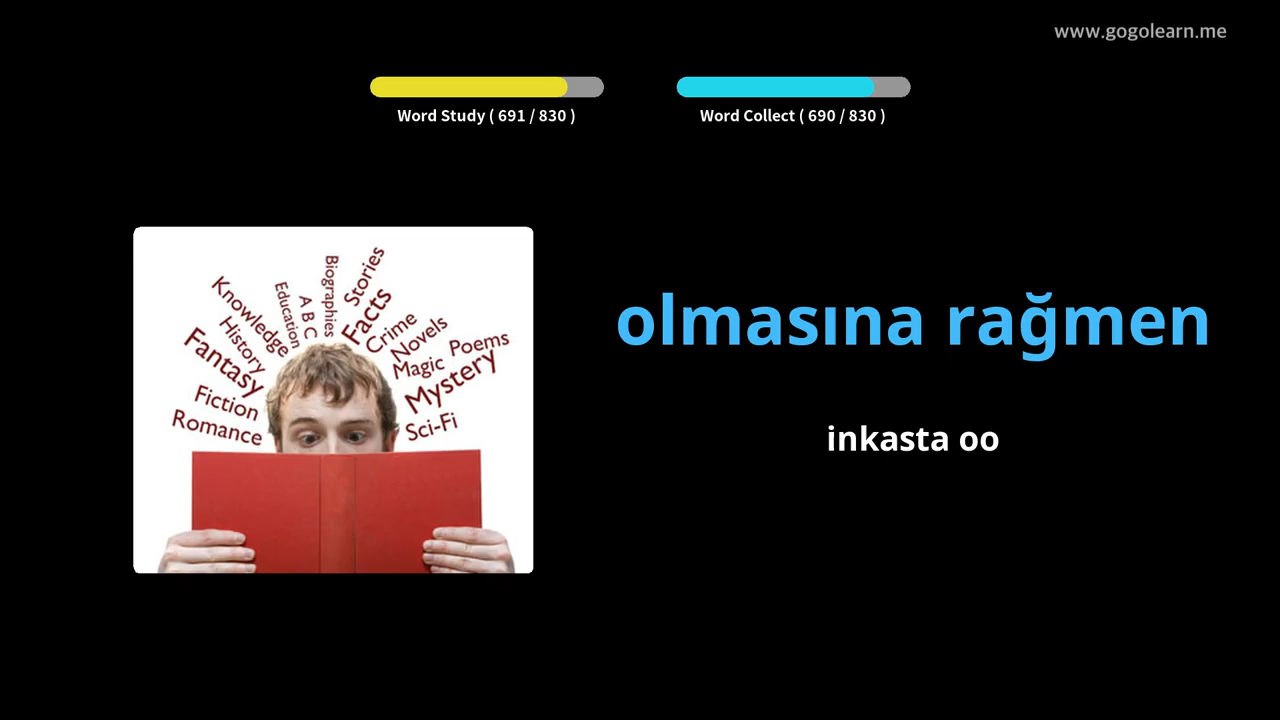 www.gogolearn.me
Word Study ( 691 / 830 )
Word Collect ( 690 / 830 )
Knowledge
Education
A B C
Biographies
Stories
Facts
Crime
Novels
Poems
Magic
Mystery
Sci-Fi
History
Fantasy
Fiction
Romance
olmasına rağmen
inkasta oo